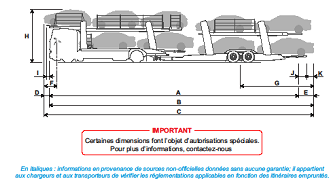 H
I
J
K
F
G
D
A
E
B
C
IMPORTANT
Certaines dimensions font l'objet d'autorisations spéciales.
Pour plus d'informations, contactez-nous
En italiques : informations en provenance de sources non-officielles données sans aucune garantie; il appartient
aux chargeurs et aux transporteurs de vérifier les réglementations applicables en fonction des itinéraires empruntés.